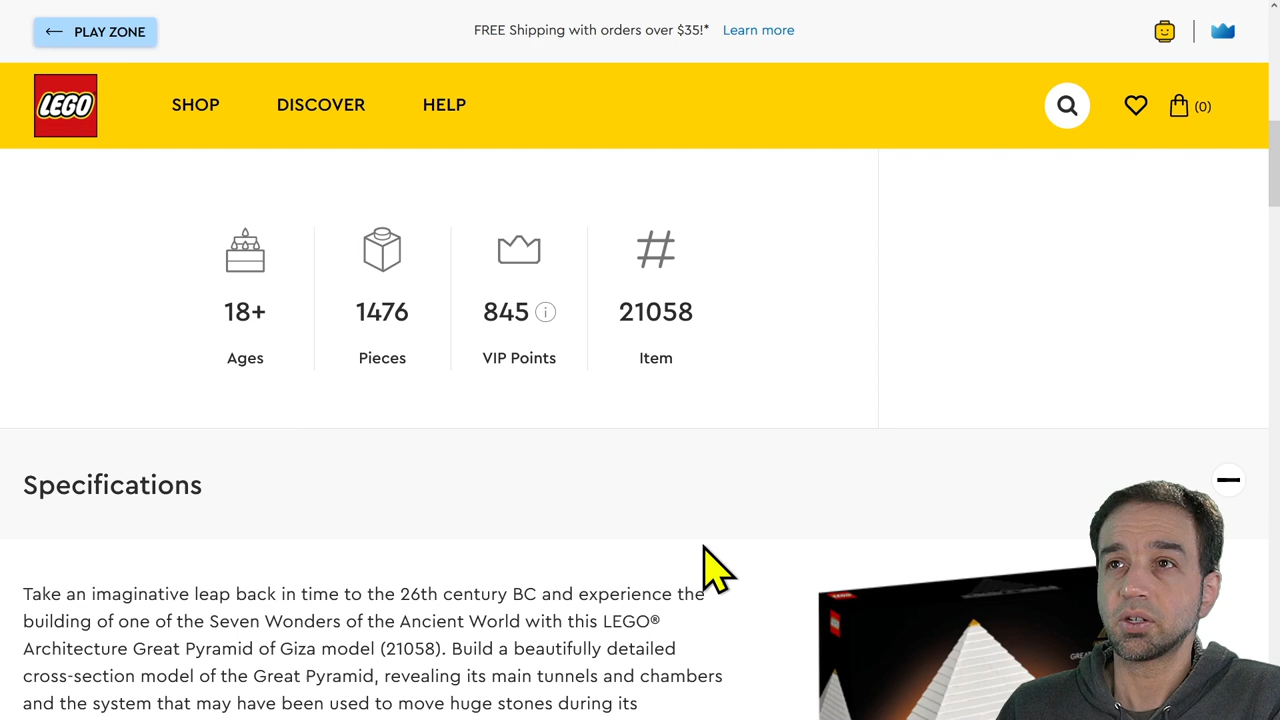 ← PLAY ZONE
FREE Shipping with orders over $35!* Learn more
LEGO
SHOP
DISCOVER
HELP
(0)
18+
1476
845
21058
Ages
Pieces
VIP Points
Item
Specifications
Take an imaginative leap back in time to the 26th century BC and experience the
building of one of the Seven Wonders of the Ancient World with this LEGO®
Architecture Great Pyramid of Giza model (21058). Build a beautifully detailed
cross-section model of the Great Pyramid, revealing its main tunnels and chambers
and the system that may have been used to move huge stones during its